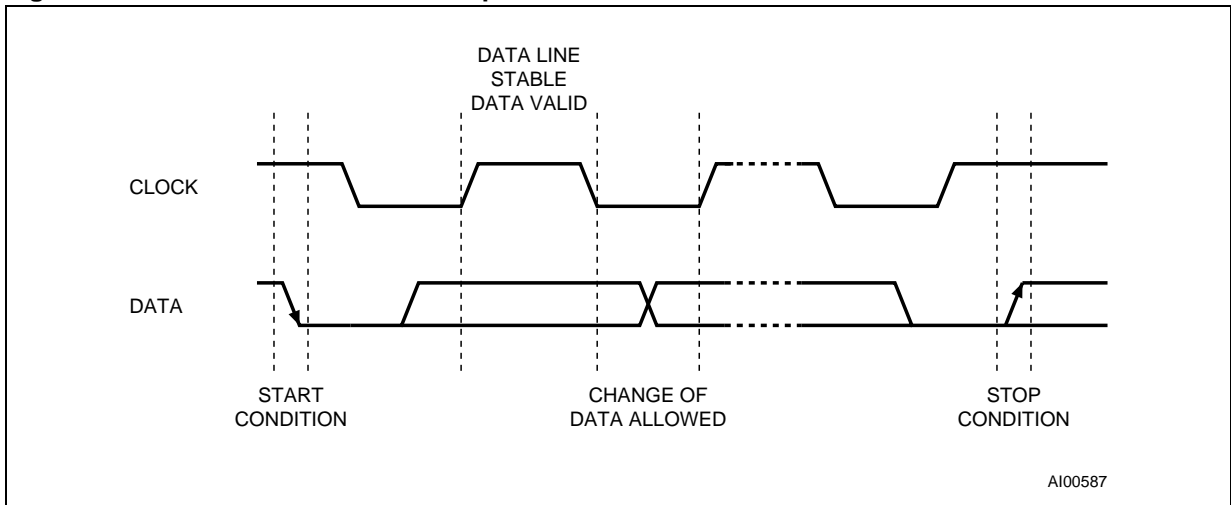 DATA LINE
STABLE
DATA VALID
CLOCK
DATA
START
CONDITION
CHANGE OF
DATA ALLOWED
STOP
CONDITION
AI00587